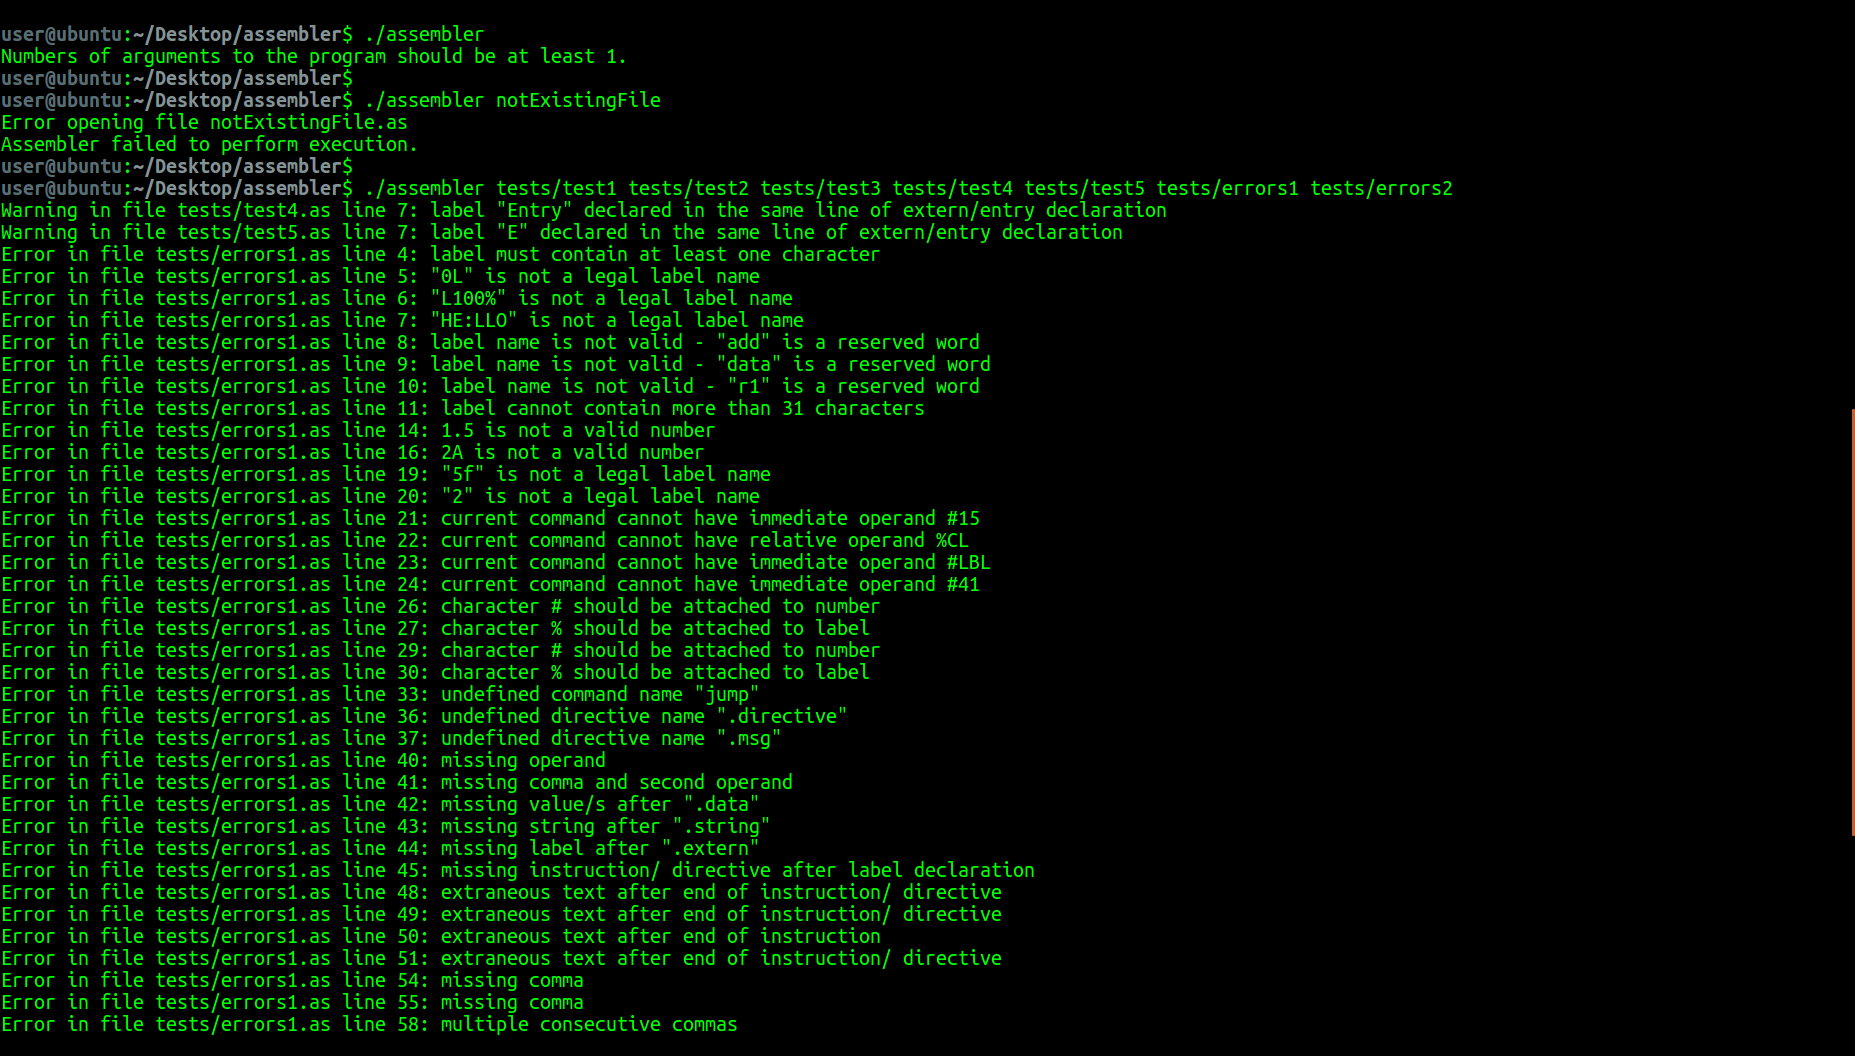 user@ubuntu:~/Desktop/assembler$ ./assembler
Numbers of arguments to the program should be at least 1.
user@ubuntu:~/Desktop/assembler$
user@ubuntu:~/Desktop/assembler$ ./assembler notExistingFile
Error opening file notExistingFile.as
Assembler failed to perform execution.
user@ubuntu:~/Desktop/assembler$
user@ubuntu:~/Desktop/assembler$ ./assembler tests/test1 tests/test2 tests/test3 tests/test4 tests/test5 tests/errors1 tests/errors2
Warning in file tests/test4.as line 7: label "Entry" declared in the same line of extern/entry declaration
Warning in file tests/test5.as line 7: label "E" declared in the same line of extern/entry declaration
Error in file tests/errors1.as line 4: label must contain at least one character
Error in file tests/errors1.as line 5: "0L" is not a legal label name
Error in file tests/errors1.as line 6: "L100%" is not a legal label name
Error in file tests/errors1.as line 7: "HE:LLO" is not a legal label name
Error in file tests/errors1.as line 8: label name is not valid - "add" is a reserved word
Error in file tests/errors1.as line 9: label name is not valid - "data" is a reserved word
Error in file tests/errors1.as line 10: label name is not valid - "r1" is a reserved word
Error in file tests/errors1.as line 11: label cannot contain more than 31 characters
Error in file tests/errors1.as line 14: 1.5 is not a valid number
Error in file tests/errors1.as line 16: 2A is not a valid number
Error in file tests/errors1.as line 19: "5f" is not a legal label name
Error in file tests/errors1.as line 20: "2" is not a legal label name
Error in file tests/errors1.as line 21: current command cannot have immediate operand #15
Error in file tests/errors1.as line 22: current command cannot have relative operand %CL
Error in file tests/errors1.as line 23: current command cannot have immediate operand #LBL
Error in file tests/errors1.as line 24: current command cannot have immediate operand #41
Error in file tests/errors1.as line 26: character # should be attached to number
Error in file tests/errors1.as line 27: character % should be attached to label
Error in file tests/errors1.as line 29: character # should be attached to number
Error in file tests/errors1.as line 30: character % should be attached to label
Error in file tests/errors1.as line 33: undefined command name "jump"
Error in file tests/errors1.as line 36: undefined directive name ".directive"
Error in file tests/errors1.as line 37: undefined directive name ".msg"
Error in file tests/errors1.as line 40: missing operand
Error in file tests/errors1.as line 41: missing comma and second operand
Error in file tests/errors1.as line 42: missing value/s after ".data"
Error in file tests/errors1.as line 43: missing string after ".string"
Error in file tests/errors1.as line 44: missing label after ".extern"
Error in file tests/errors1.as line 45: missing instruction/ directive after label declaration
Error in file tests/errors1.as line 48: extraneous text after end of instruction/ directive
Error in file tests/errors1.as line 49: extraneous text after end of instruction/ directive
Error in file tests/errors1.as line 50: extraneous text after end of instruction
Error in file tests/errors1.as line 51: extraneous text after end of instruction/ directive
Error in file tests/errors1.as line 54: missing comma
Error in file tests/errors1.as line 55: missing comma
Error in file tests/errors1.as line 58: multiple consecutive commas